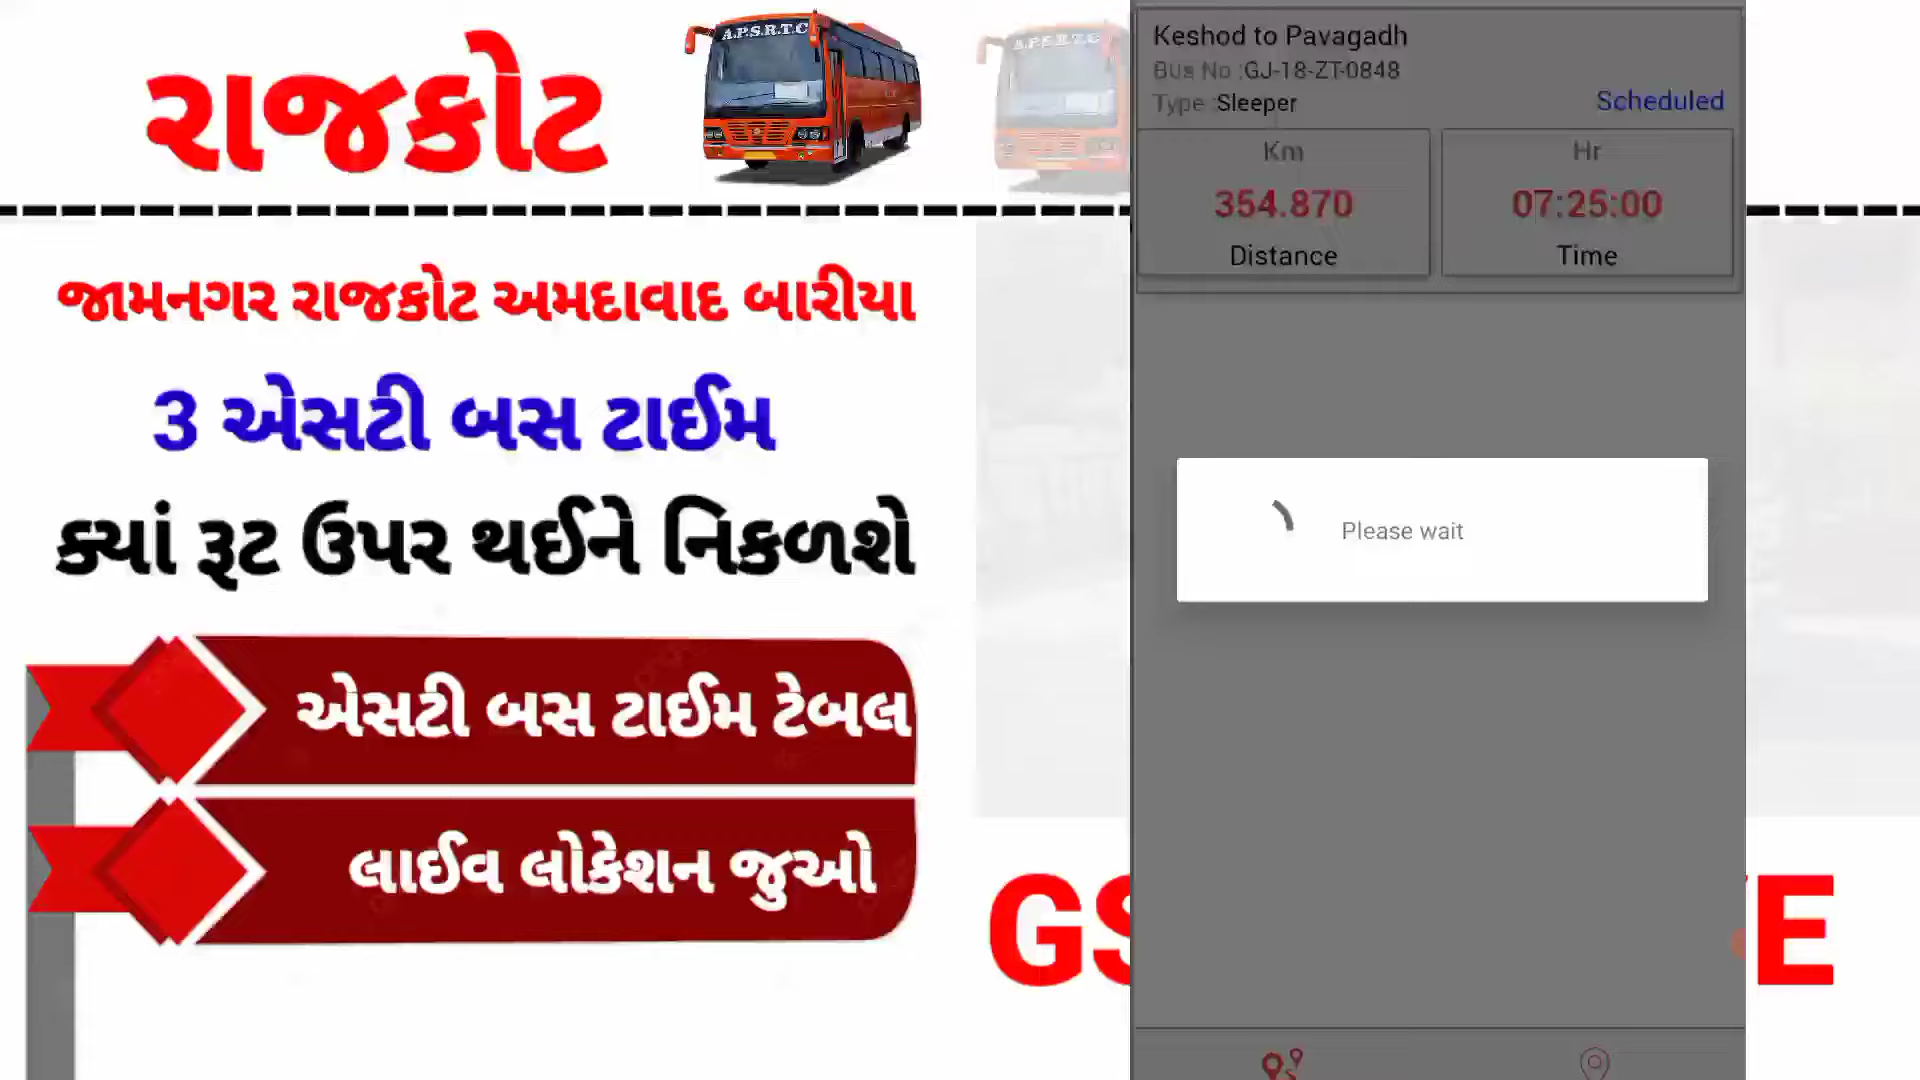 રાજકોટ
A.P.S.R.T.C
A.P.S.R.T.C
જામનગર રાજકોટ અમદાવાદ બારીયા
3 એસટી બસ ટાઈમ
ક્યાં રૂટ ઉપર થઈને નિકળશે
એસટી બસ ટાઈમ ટેબલ
લાઈવ લોકેશન જુઓ
Keshod to Pavagadh
Bus No :GJ-18-ZT-0848
Type :Sleeper
Scheduled
Km
354.870
Distance
Hr
07:25:00
Time
Please wait
GS
E